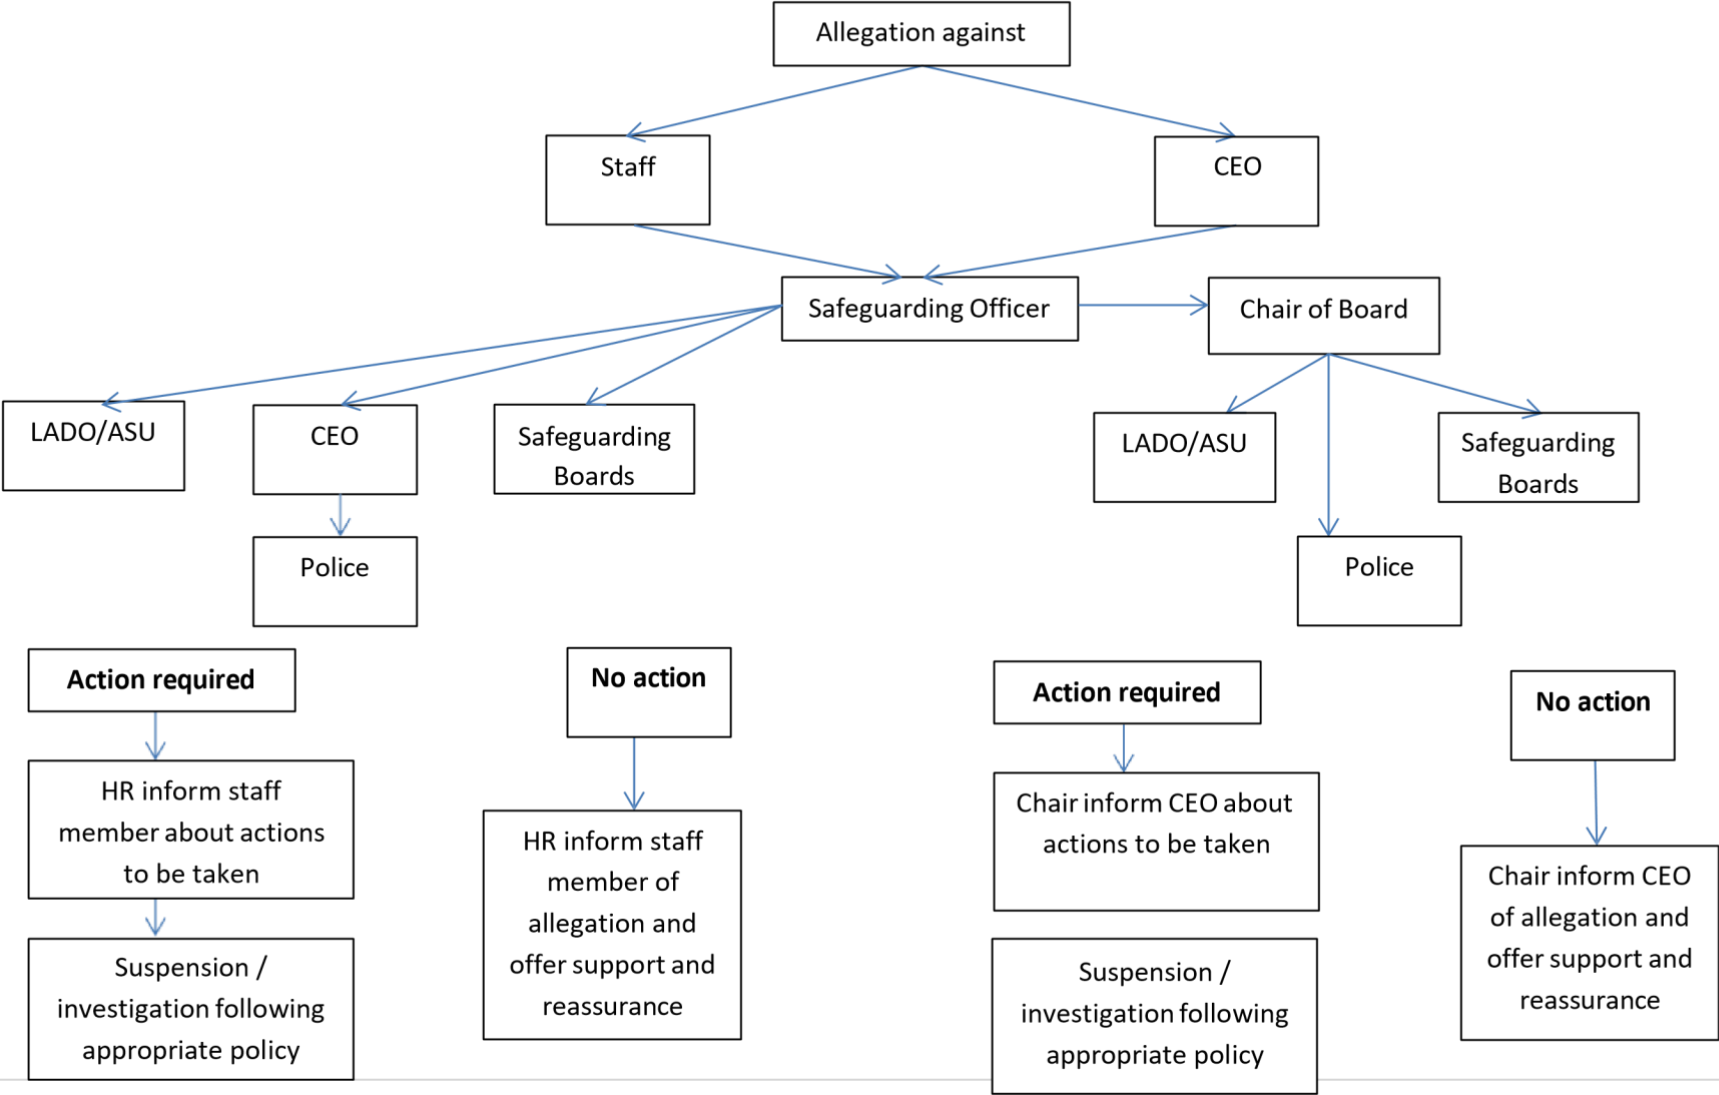 Allegation against
Staff
CEO
Safeguarding Officer
Chair of Board
LADO/ASU
CEO
Safeguarding
Boards
LADO/ASU
Safeguarding
Boards
Police
Police
Action required
No action
Action required
No action
HR inform staff
member about actions
to be taken
HR inform staff
member of
allegation and
offer support and
reassurance
Chair inform CEO about
actions to be taken
Chair inform CEO
of allegation and
offer support and
reassurance
Suspension /
investigation following
appropriate policy
Suspension /
investigation following
appropriate policy